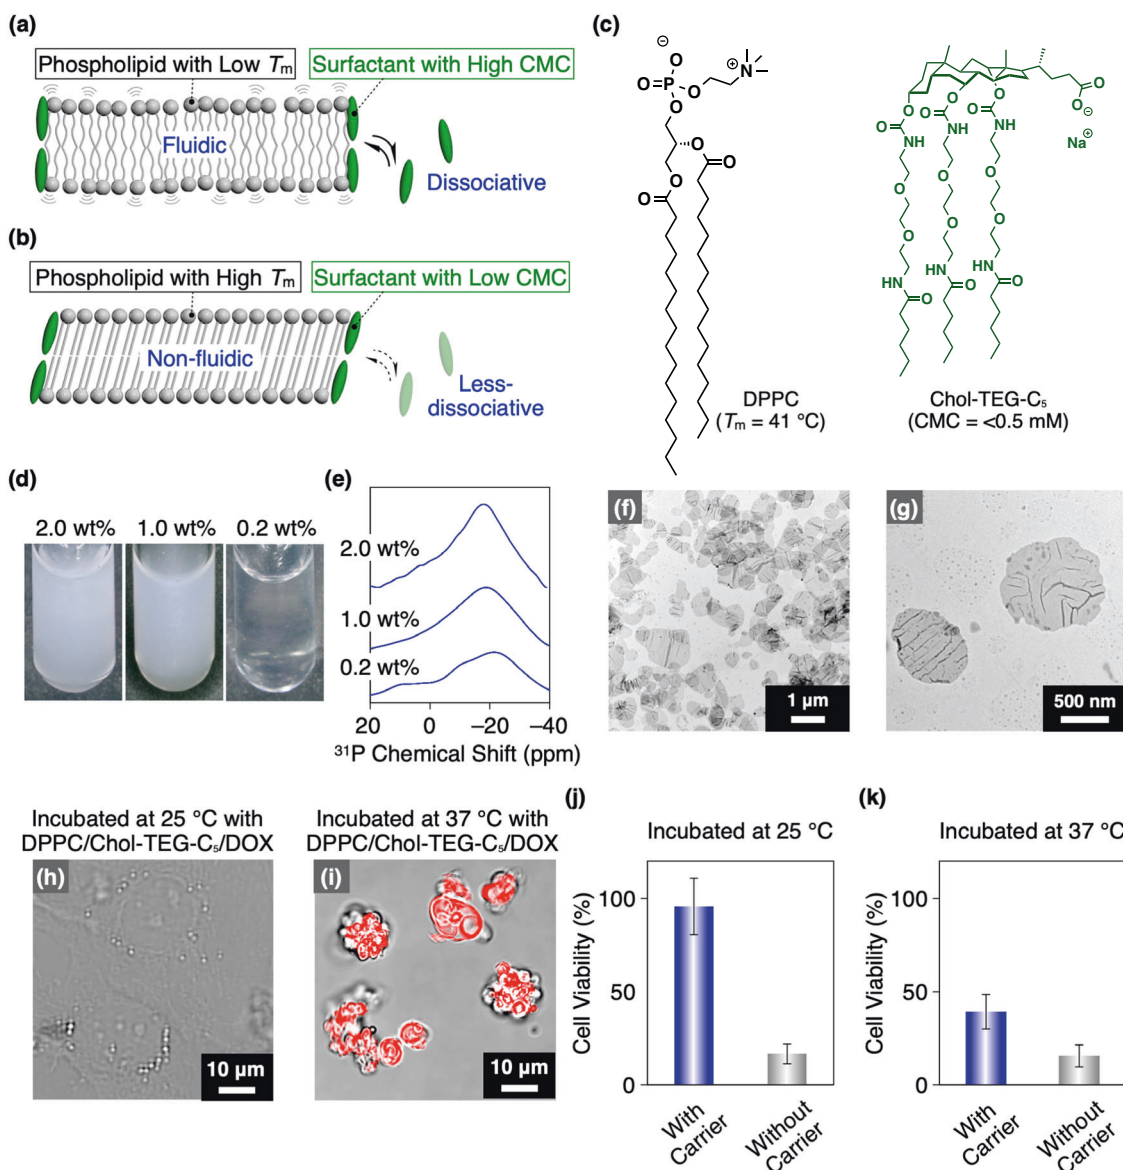 (a)
Phospholipid with Low Tm
Surfactant with High CMC
Fluidic
Dissociative
(b)
Phospholipid with High Tm
Surfactant with Low CMC
Non-fluidic
Less-
dissociative
(c)
⊖
O
O
P
O
O
N
⊕
O
O
O
O
DPPC
(Tm = 41 °C)
O
O
⊖
Na⊕
O
O
O
O
O
O
HN
NH
NH
O
O
O
O
O
O
HN
HN
NH
O
O
O
Chol-TEG-C₅
(CMC = <0.5 mM)
(d)
2.0 wt%
1.0 wt%
0.2 wt%
(e)
2.0 wt%
1.0 wt%
0.2 wt%
20
0
–20
–40
³¹P Chemical Shift (ppm)
(f)
1 µm
(g)
500 nm
Incubated at 25 °C with
DPPC/Chol-TEG-C₅/DOX
(h)
10 µm
Incubated at 37 °C with
DPPC/Chol-TEG-C₅/DOX
(i)
10 µm
(j)
Incubated at 25 °C
Cell Viability (%)
100
50
0
With
Carrier
Without
Carrier
(k)
Incubated at 37 °C
Cell Viability (%)
100
50
0
With
Carrier
Without
Carrier